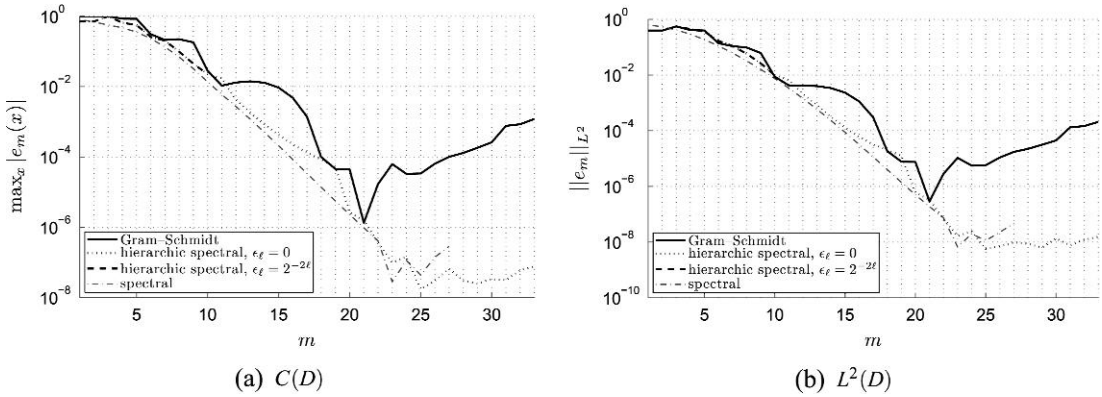 max_x |e_m(x)|
10^0
10^−2
10^−4
10^−6
10^−8
Gram–Schmidt
hierarchic spectral, ϵ_ℓ = 0
hierarchic spectral, ϵ_ℓ = 2^{−2ℓ}
spectral
5 10 15 20 25 30
m
(a) C(D)
||e_m||_{L^2}
10^0
10^−2
10^−4
10^−6
10^−8
10^−10
Gram Schmidt
hierarchic spectral, ϵ_ℓ = 0
hierarchic spectral, ϵ_ℓ = 2^{−2ℓ}
spectral
5 10 15 20 25 30
m
(b) L^2(D)